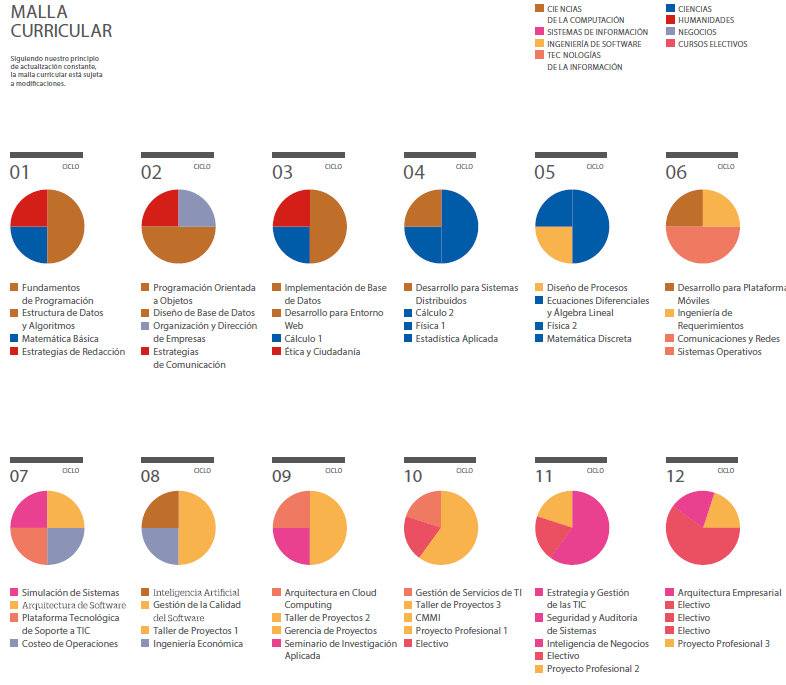 MALLA
CURRICULAR
Siguiendo nuestro principio
de actualización constante,
la malla curricular está sujeta
a modificaciones.
CIE NCIAS
DE LA COMPUTACIÓN
SISTEMAS DE INFORMACIÓN
INGENIERÍA DE SOFTWARE
TEC NOLOGÍAS
DE LA INFORMACIÓN
CIENCIAS
HUMANIDADES
NEGOCIOS
CURSOS ELECTIVOS
01 CICLO
Fundamentos
de Programación
Estructura de Datos
y Algoritmos
Matemática Básica
Estrategias de Redacción
02 CICLO
Programación Orientada
a Objetos
Diseño de Base de Datos
Organización y Dirección
de Empresas
Estrategias
de Comunicación
03 CICLO
Implementación de Base
de Datos
Desarrollo para Entorno
Web
Cálculo 1
Ética y Ciudadanía
04 CICLO
Desarrollo para Sistemas
Distribuidos
Cálculo 2
Física 1
Estadística Aplicada
05 CICLO
Diseño de Procesos
Ecuaciones Diferenciales
y Álgebra Lineal
Física 2
Matemática Discreta
06 CICLO
Desarrollo para Plataforma
Móviles
Ingeniería de
Requerimientos
Comunicaciones y Redes
Sistemas Operativos
07 CICLO
Simulación de Sistemas
Arquitectura de Software
Plataforma Tecnológica
de Soporte a TIC
Costeo de Operaciones
08 CICLO
Inteligencia Artificial
Gestión de la Calidad
del Software
Taller de Proyectos 1
Ingeniería Económica
09 CICLO
Arquitectura en Cloud
Computing
Taller de Proyectos 2
Gerencia de Proyectos
Seminario de Investigación
Aplicada
10 CICLO
Gestión de Servicios de TI
Taller de Proyectos 3
CMMI
Proyecto Profesional 1
Electivo
11 CICLO
Estrategia y Gestión
de las TIC
Seguridad y Auditoria
de Sistemas
Inteligencia de Negocios
Electivo
Proyecto Profesional 2
12 CICLO
Arquitectura Empresarial
Electivo
Electivo
Electivo
Proyecto Profesional 3